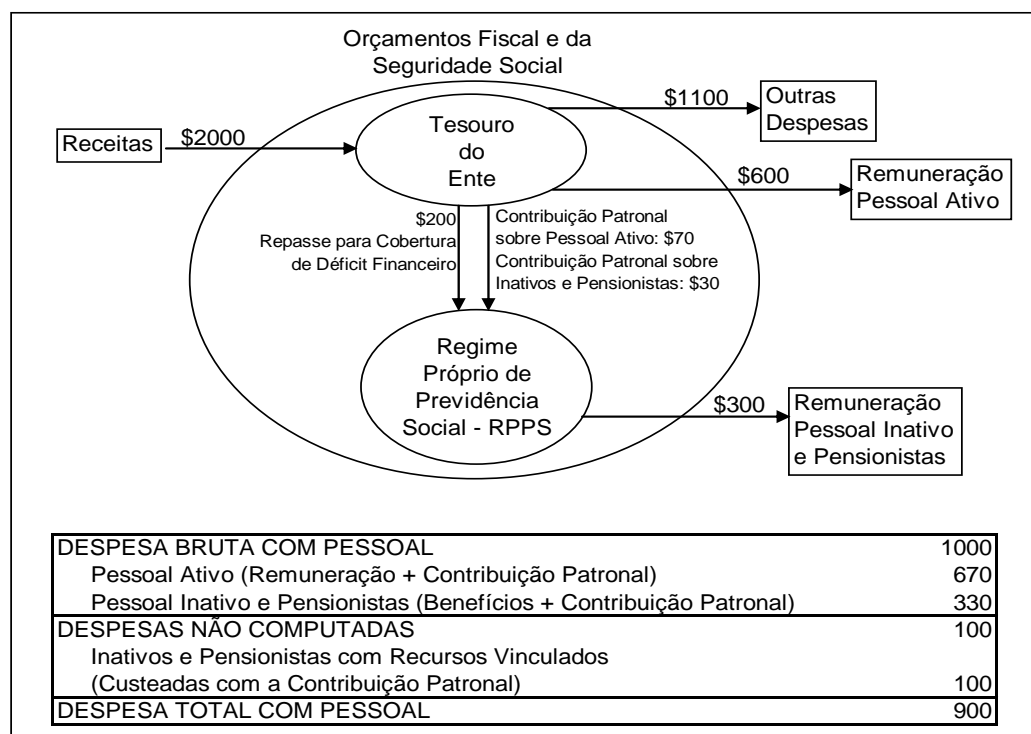 Orçamentos Fiscal e da
Seguridade Social
Receitas
$2000
Tesouro
do
Ente
$1100
Outras
Despesas
$600
Remuneração
Pessoal Ativo
$200
Repasse para Cobertura
de Déficit Financeiro
Contribuição Patronal
sobre Pessoal Ativo: $70
Contribuição Patronal sobre
Inativos e Pensionistas: $30
Regime
Próprio de
Previdência
Social - RPPS
$300
Remuneração
Pessoal Inativo
e Pensionistas
DESPESA BRUTA COM PESSOAL 1000
Pessoal Ativo (Remuneração + Contribuição Patronal) 670
Pessoal Inativo e Pensionistas (Benefícios + Contribuição Patronal) 330
DESPESAS NÃO COMPUTADAS 100
Inativos e Pensionistas com Recursos Vinculados
(Custeadas com a Contribuição Patronal) 100
DESPESA TOTAL COM PESSOAL 900